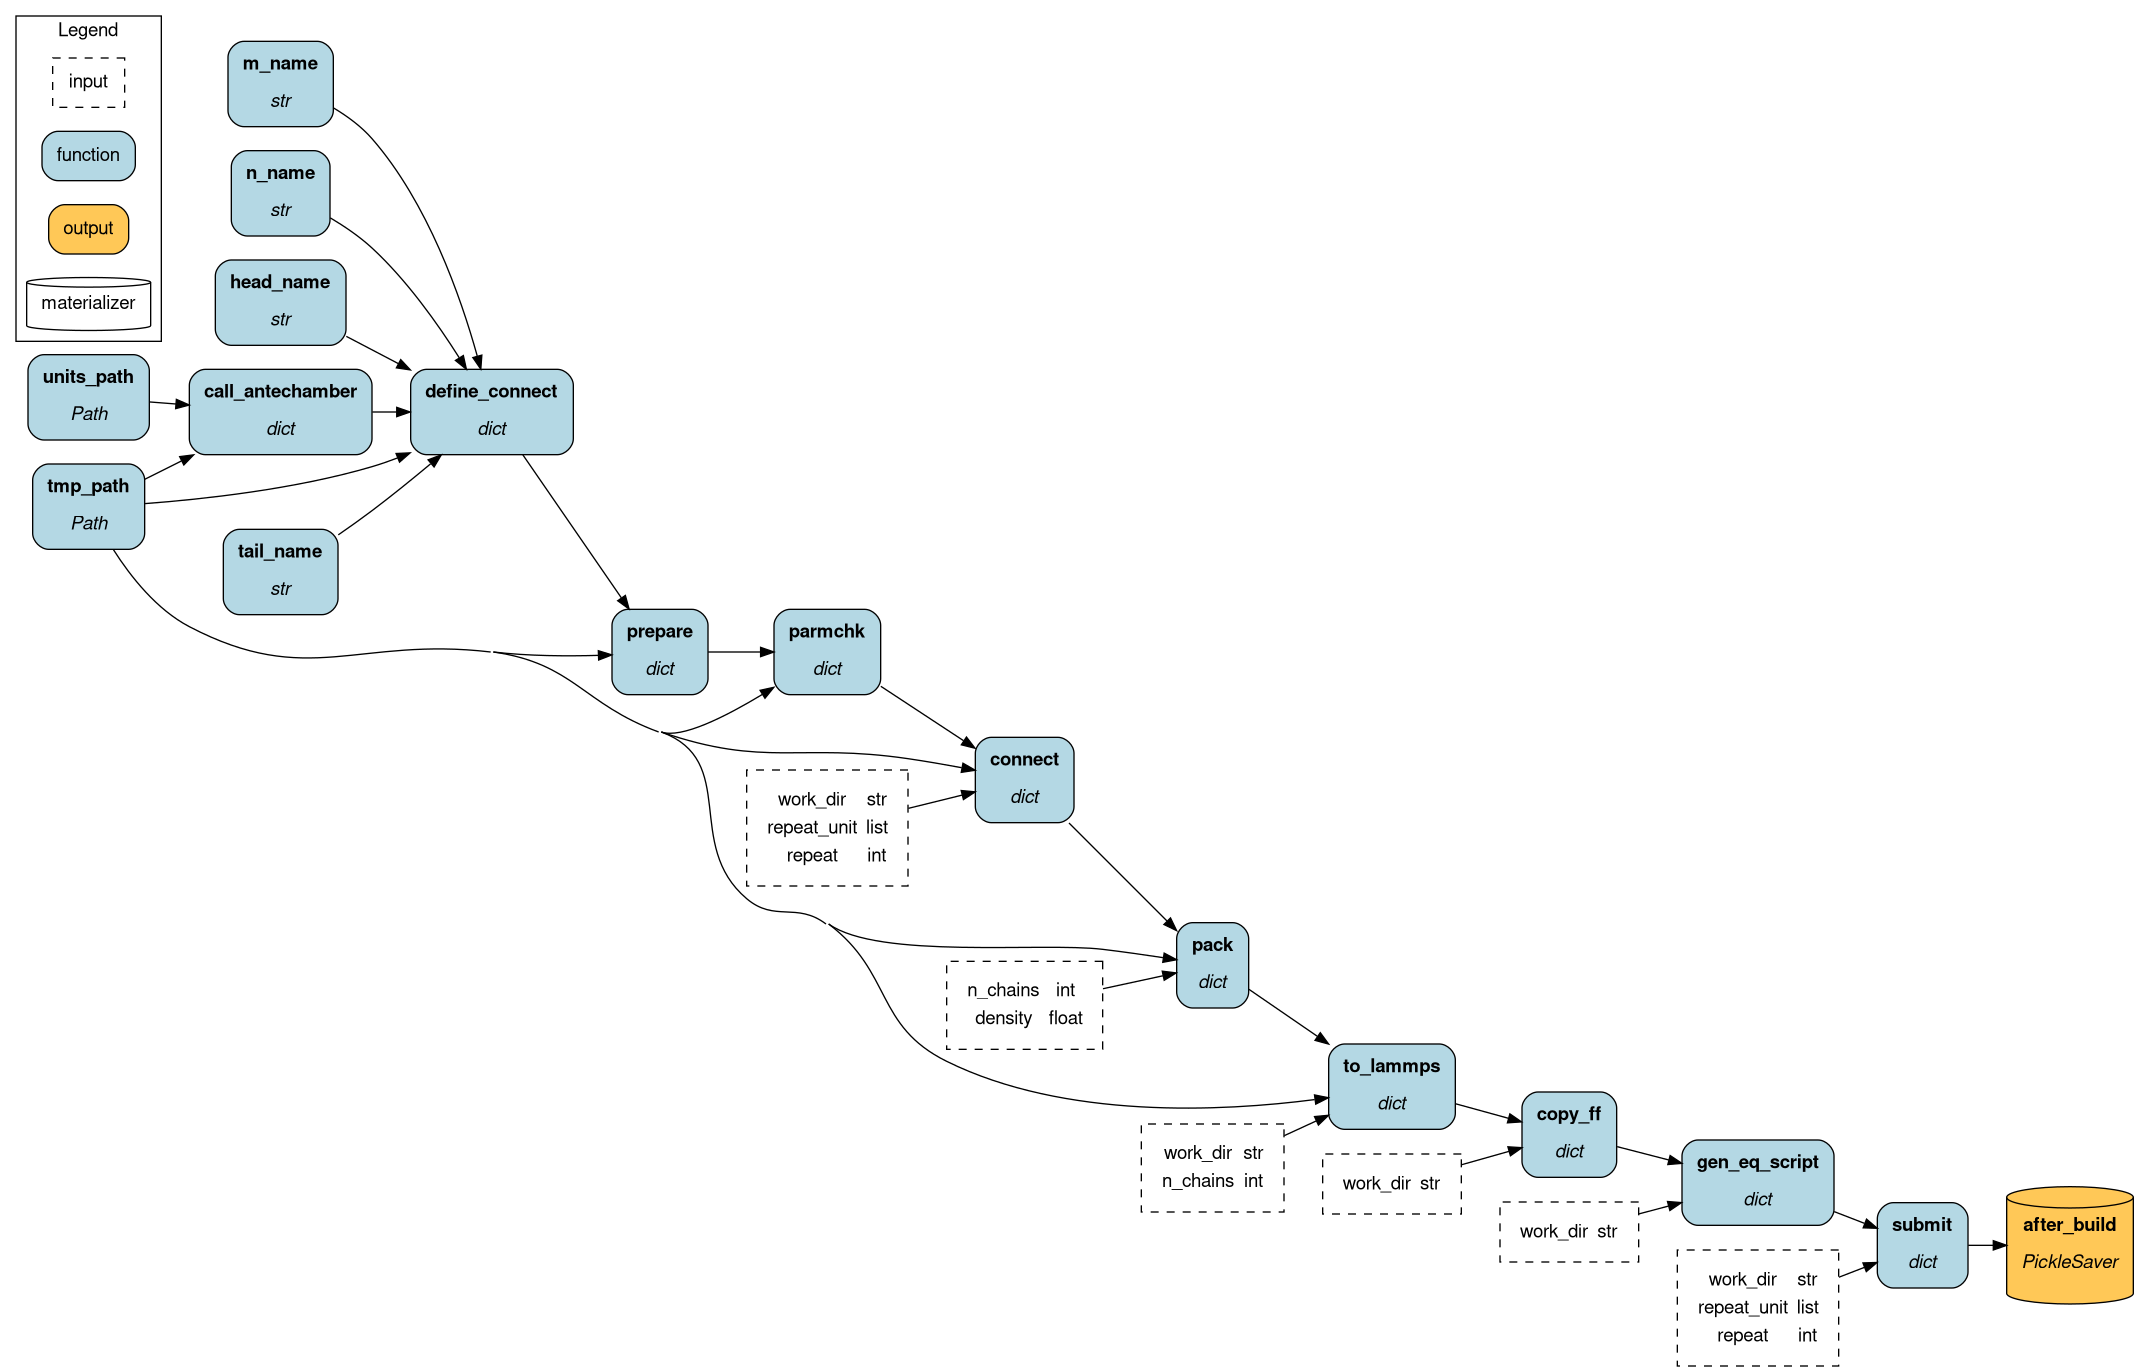 Legend
input
function
output
materializer
m_name
str
n_name
str
head_name
str
units_path
Path
call_antechamber
dict
define_connect
dict
tmp_path
Path
tail_name
str
prepare
dict
parmchk
dict
connect
dict
work_dir str
repeat_unit list
repeat int
pack
dict
n_chains int
density float
to_lammps
dict
work_dir str
n_chains int
copy_ff
dict
work_dir str
gen_eq_script
dict
work_dir str
submit
dict
work_dir str
repeat_unit list
repeat int
after_build
PickleSaver